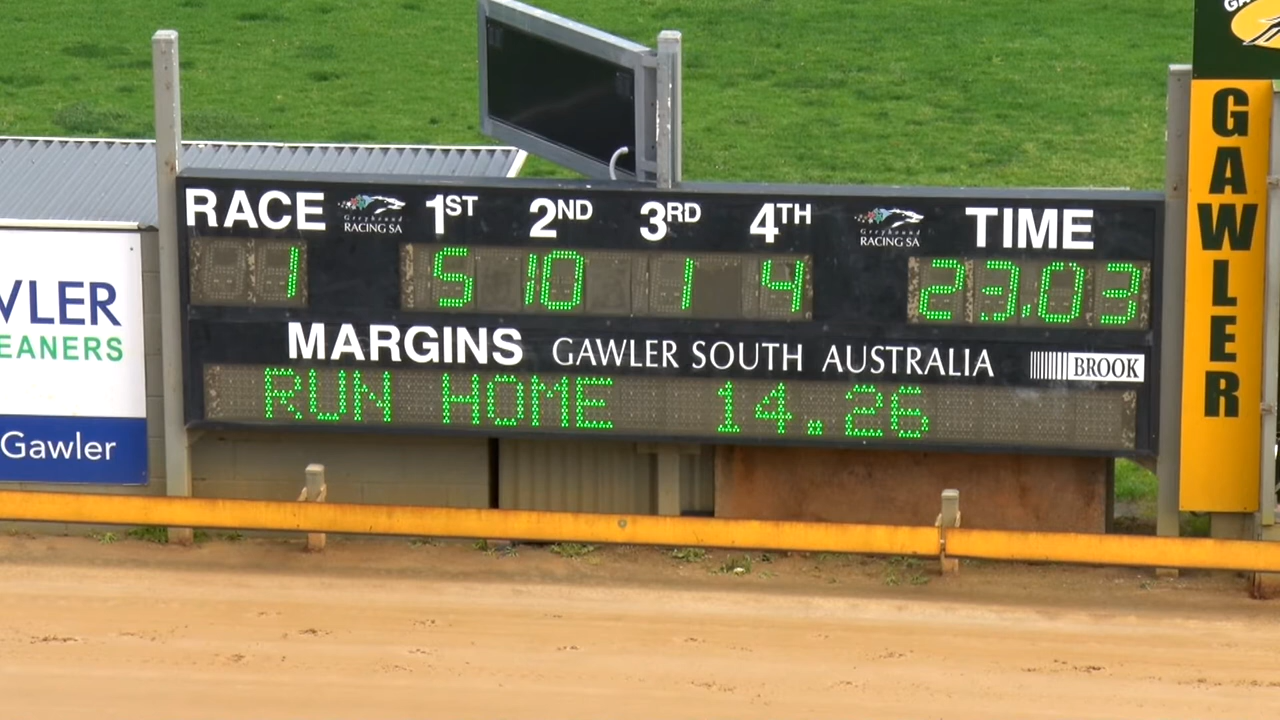 RACE Greyhound RACING SA 1ST 2ND 3RD 4TH Greyhound RACING SA TIME
1 5 10 1 4 23.03
MARGINS GAWLER SOUTH AUSTRALIA BROOK
RUN HOME 14.26
EANERS
Gawler
GAWLER